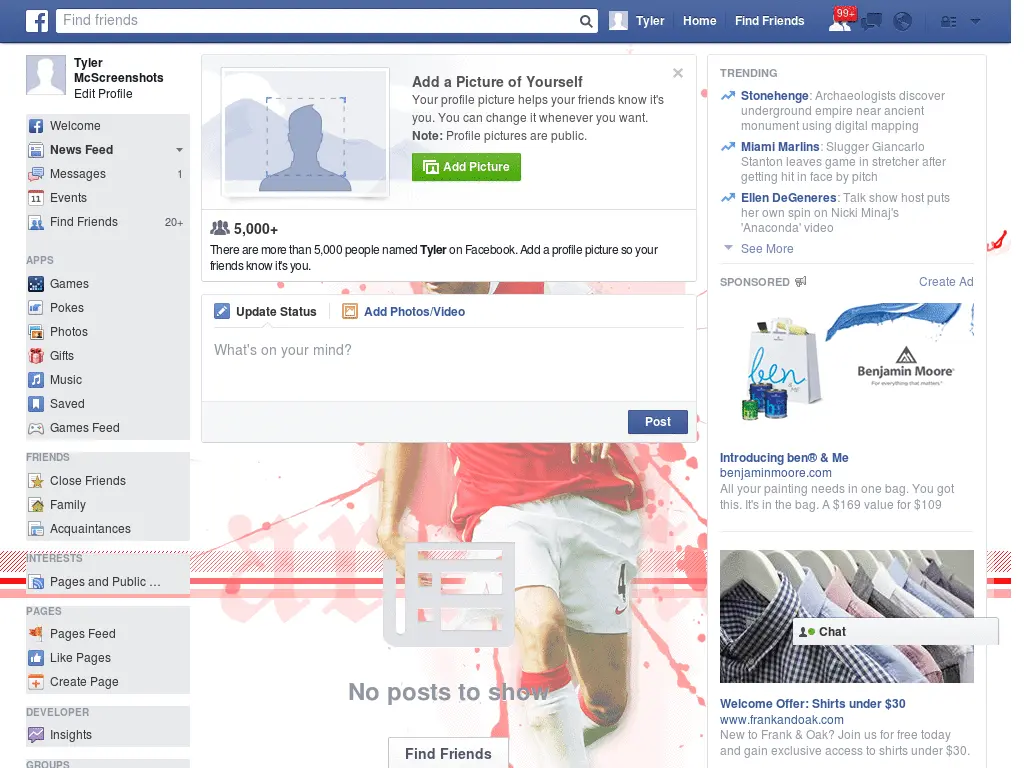 Find friends
Tyler
Home
Find Friends
99+
Tyler
McScreenshots
Edit Profile
Welcome
News Feed
Messages
1
Events
Find Friends
20+
APPS
Games
Pokes
Photos
Gifts
Music
Saved
Games Feed
FRIENDS
Close Friends
Family
Acquaintances
INTERESTS
Pages and Public ...
PAGES
Pages Feed
Like Pages
Create Page
DEVELOPER
Insights
GROUPS
Add a Picture of Yourself
Your profile picture helps your friends know it's
you. You can change it whenever you want.
Note: Profile pictures are public.
Add Picture
5,000+
There are more than 5,000 people named Tyler on Facebook. Add a profile picture so your
friends know it's you.
Update Status
Add Photos/Video
What's on your mind?
Post
4
No posts to show
Find Friends
TRENDING
Stonehenge: Archaeologists discover
underground empire near ancient
monument using digital mapping
Miami Marlins: Slugger Giancarlo
Stanton leaves game in stretcher after
getting hit in face by pitch
Ellen DeGeneres: Talk show host puts
her own spin on Nicki Minaj's
'Anaconda' video
See More
SPONSORED
Create Ad
ben
Benjamin Moore®
For everything that matters.™
Introducing ben® & Me
benjaminmoore.com
All your painting needs in one bag. You got
this. It's in the bag. A $169 value for $109
Chat
Welcome Offer: Shirts under $30
www.frankandoak.com
New to Frank & Oak? Join us for free today
and gain exclusive access to shirts under $30.